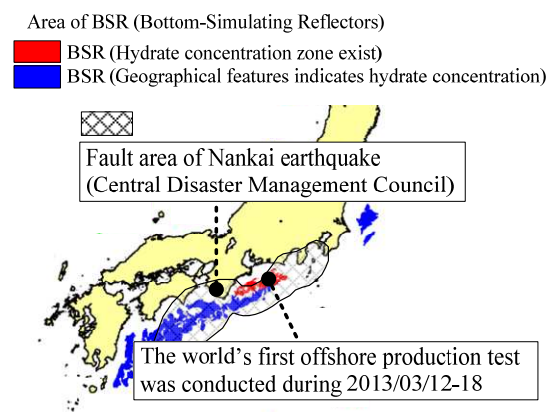 Area of BSR (Bottom-Simulating Reflectors)
BSR (Hydrate concentration zone exist)
BSR (Geographical features indicates hydrate concentration)
Fault area of Nankai earthquake
(Central Disaster Management Council)
The world's first offshore production test
was conducted during 2013/03/12-18